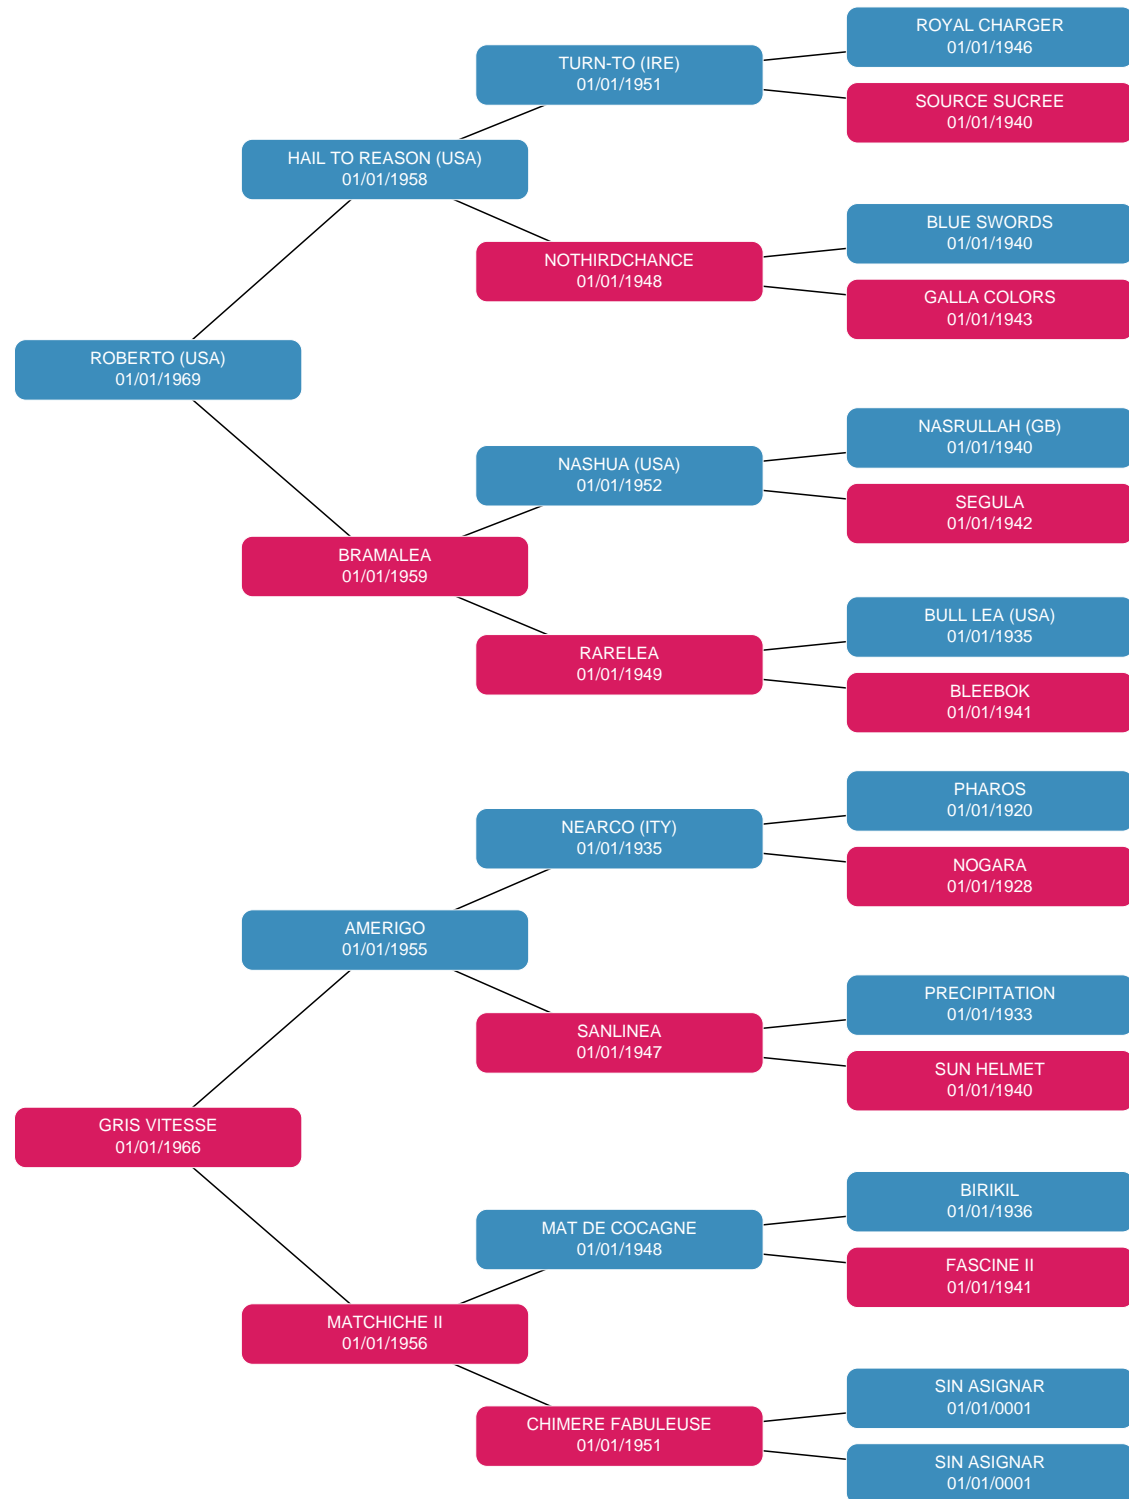 ROYAL CHARGER
01/01/1946
TURN-TO (IRE)
01/01/1951
SOURCE SUCREE
01/01/1940
HAIL TO REASON (USA)
01/01/1958
BLUE SWORDS
01/01/1940
NOTHIRDCHANCE
01/01/1948
GALLA COLORS
01/01/1943
ROBERTO (USA)
01/01/1969
NASRULLAH (GB)
01/01/1940
NASHUA (USA)
01/01/1952
SEGULA
01/01/1942
BRAMALEA
01/01/1959
BULL LEA (USA)
01/01/1935
RARELEA
01/01/1949
BLEEBOK
01/01/1941
PHAROS
01/01/1920
NEARCO (ITY)
01/01/1935
NOGARA
01/01/1928
AMERIGO
01/01/1955
PRECIPITATION
01/01/1933
SANLINEA
01/01/1947
SUN HELMET
01/01/1940
GRIS VITESSE
01/01/1966
BIRIKIL
01/01/1936
MAT DE COCAGNE
01/01/1948
FASCINE II
01/01/1941
MATCHICHE II
01/01/1956
SIN ASIGNAR
01/01/0001
CHIMERE FABULEUSE
01/01/1951
SIN ASIGNAR
01/01/0001